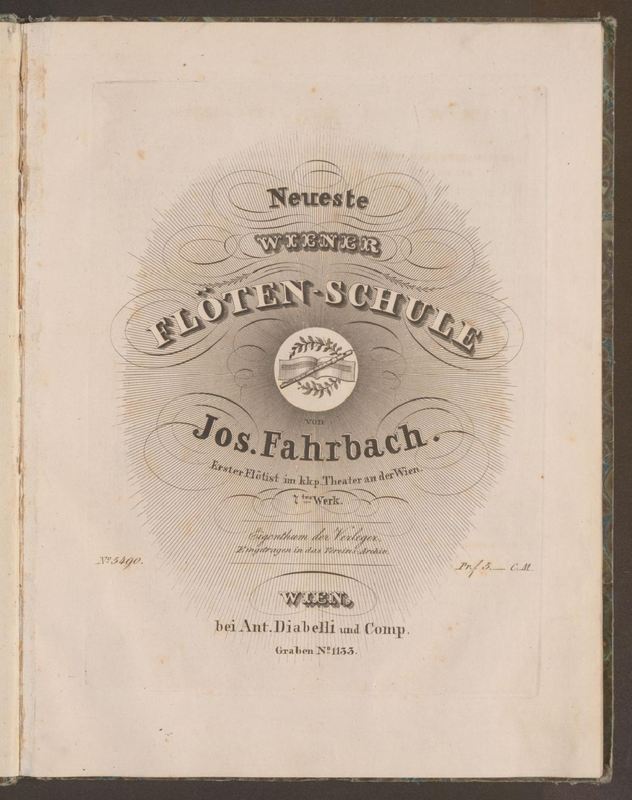 Neueste
WIENER
FLÖTEN-SCHULE
von
Jos. Fahrbach.
Erster Flötist im k.k.p. Theater an der Wien.
7tes Werk.
Eigenthum der Verleger.
Eingetragen in das Vereins-Archiv.
No. 5490.
Pr. f 5.— C.M.
WIEN,
bei Ant. Diabelli und Comp.
Graben No. 1133.